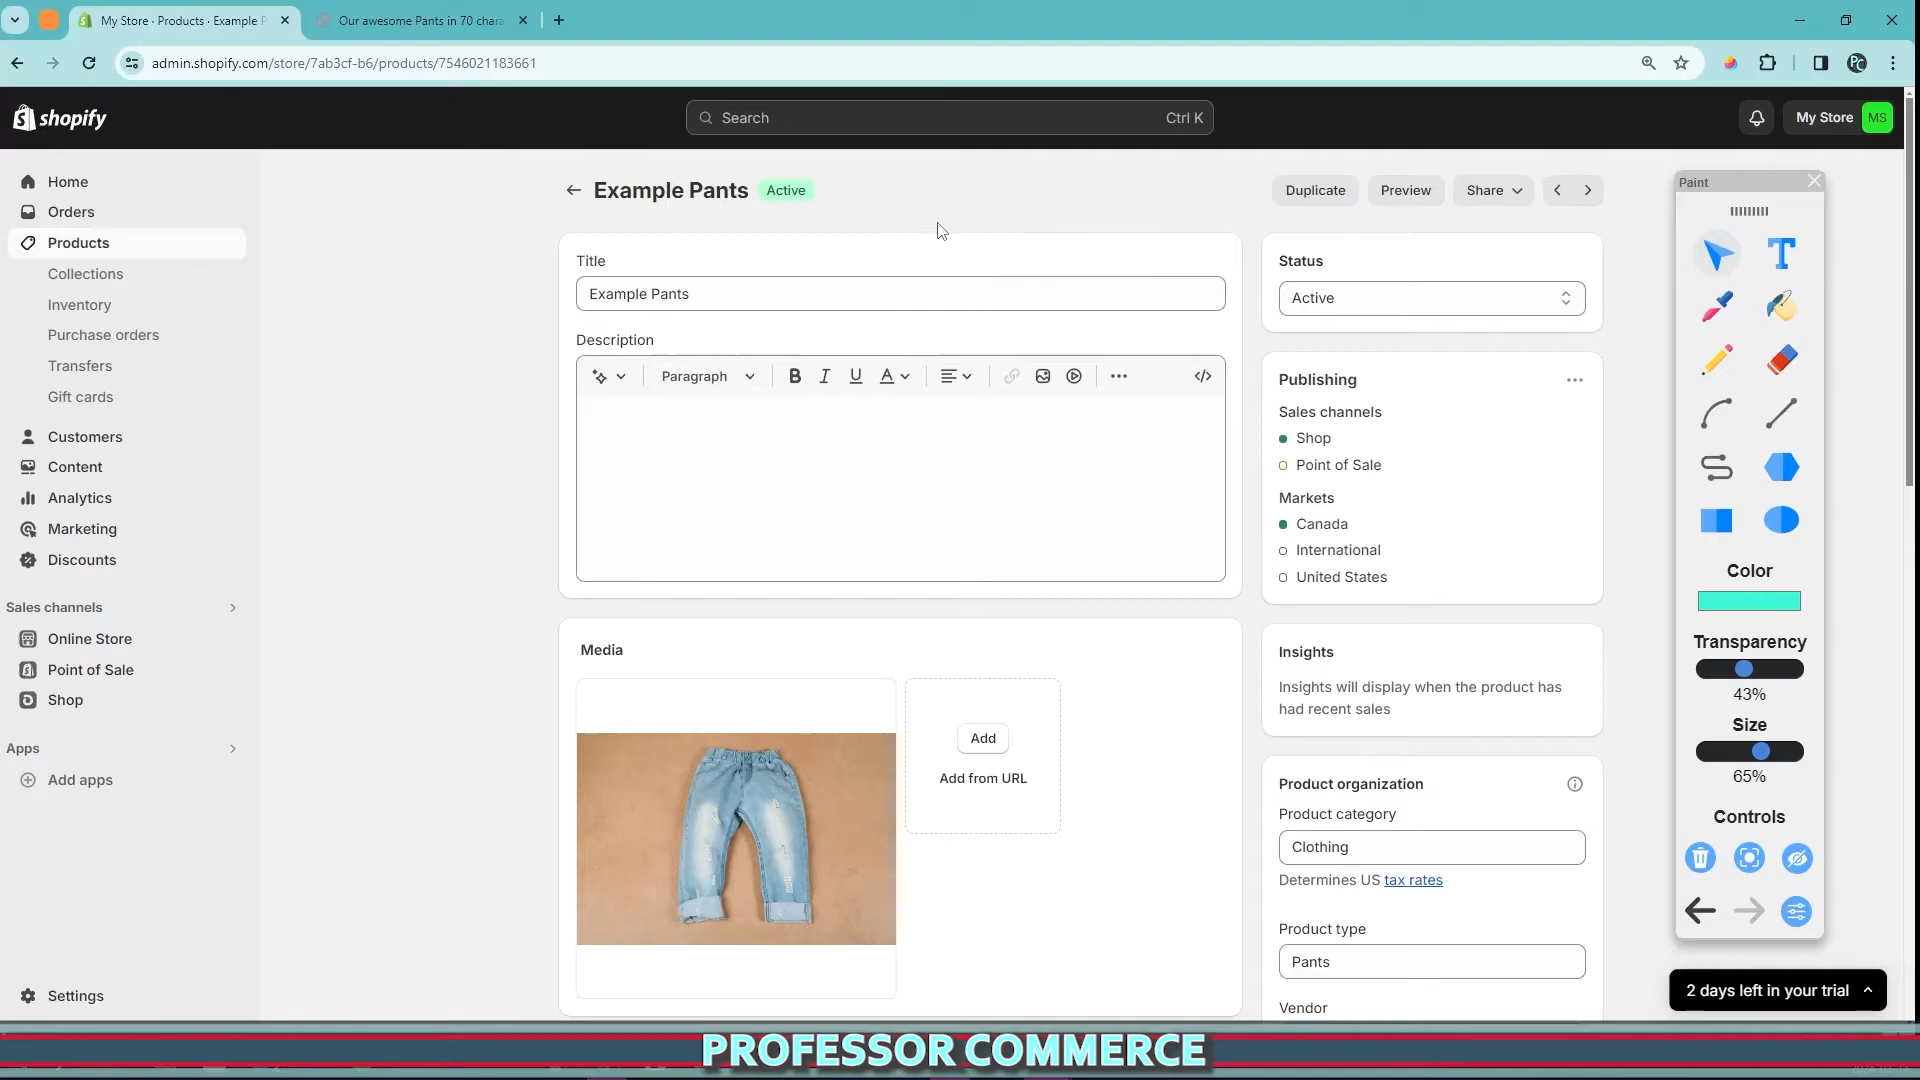 My Store · Products · Example P
Our awesome Pants in 70 chara
admin.shopify.com/store/7ab3cf-b6/products/7546021183661
PC
shopify
Search
Ctrl K
My Store
MS
Home
Orders
Products
Collections
Inventory
Purchase orders
Transfers
Gift cards
Customers
Content
Analytics
Marketing
Discounts
Sales channels
Online Store
Point of Sale
Shop
Apps
Add apps
Settings
Example Pants
Active
Duplicate
Preview
Share
Title
Example Pants
Description
Paragraph
B I U A
Media
Add
Add from URL
Status
Active
Publishing
Sales channels
Shop
Point of Sale
Markets
Canada
International
United States
Insights
Insights will display when the product has
had recent sales
Product organization
Product category
Clothing
Determines US tax rates
Product type
Pants
Vendor
Paint
T
Color
Transparency
43%
Size
65%
Controls
2 days left in your trial
PROFESSOR COMMERCE